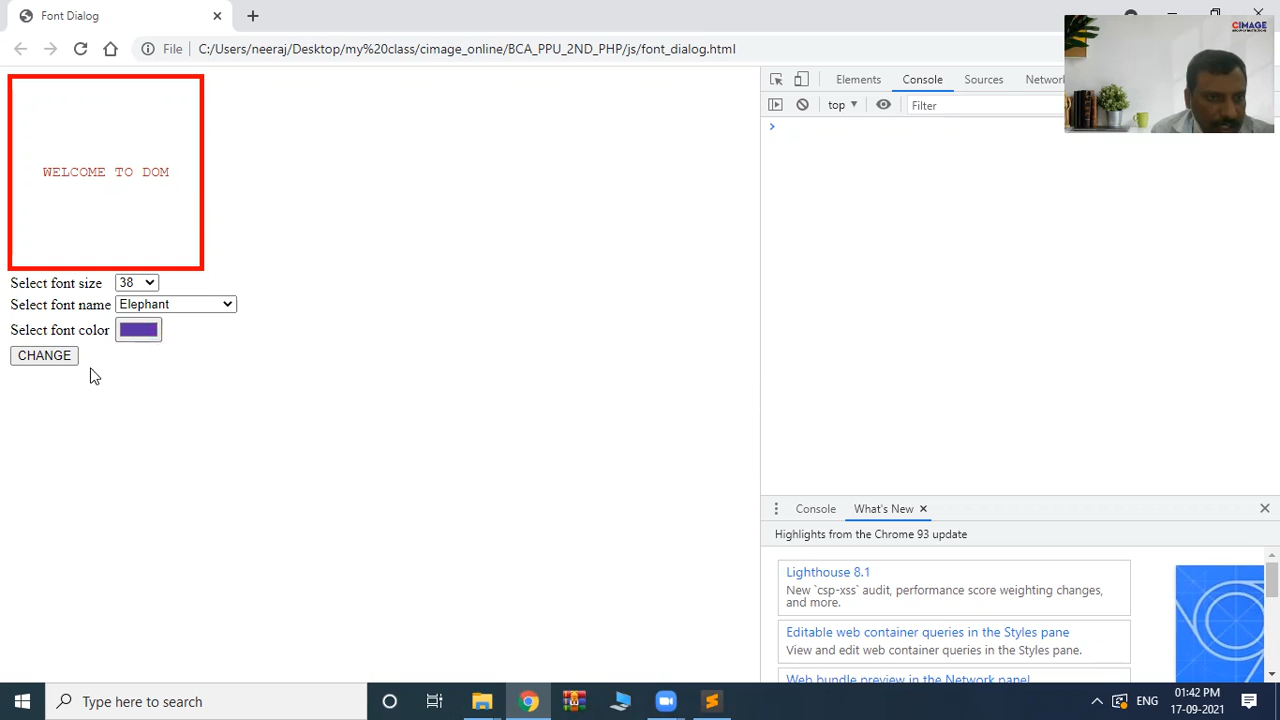 Font Dialog
File
C:/Users/neeraj/Desktop/my%20class/cimage_online/BCA_PPU_2ND_PHP/js/font_dialog.html
CIMAGE
Elements
Console
Sources
Network
top
Filter
WELCOME TO DOM
Select font size
38
Select font name
Elephant
Select font color
CHANGE
Console
What's New
Highlights from the Chrome 93 update
Lighthouse 8.1
New `csp-xss` audit, performance score weighting changes,
and more.
Editable web container queries in the Styles pane
View and edit web container queries in the Styles pane.
Web bundle preview in the Network panel
Type here to search
ENG
01:42 PM
17-09-2021